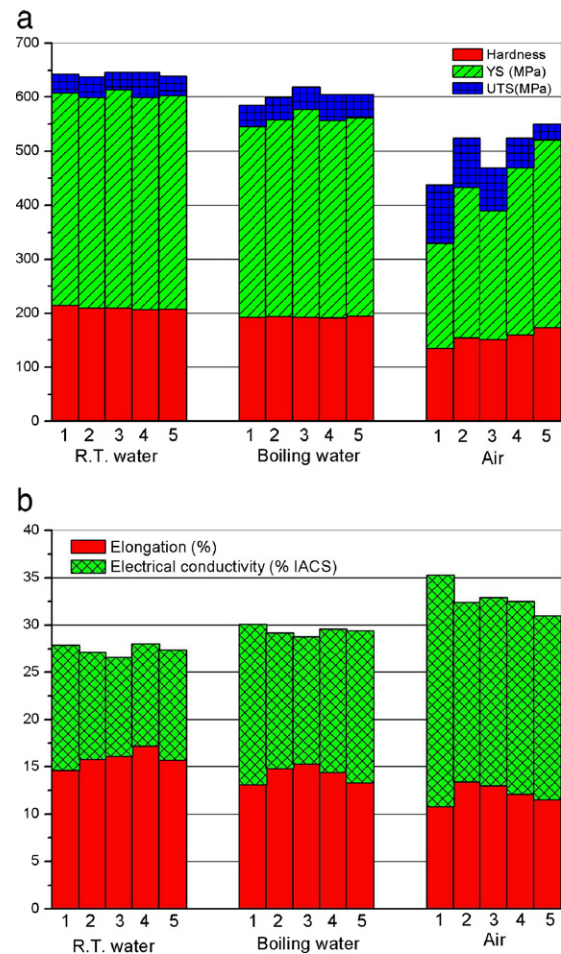 a
700
600
500
400
300
200
100
0
Hardness
YS (MPa)
UTS(MPa)
1 2 3 4 5 1 2 3 4 5 1 2 3 4 5
R.T. water Boiling water Air
b
40
35
30
25
20
15
10
5
0
Elongation (%)
Electrical conductivity (% IACS)
1 2 3 4 5 1 2 3 4 5 1 2 3 4 5
R.T. water Boiling water Air